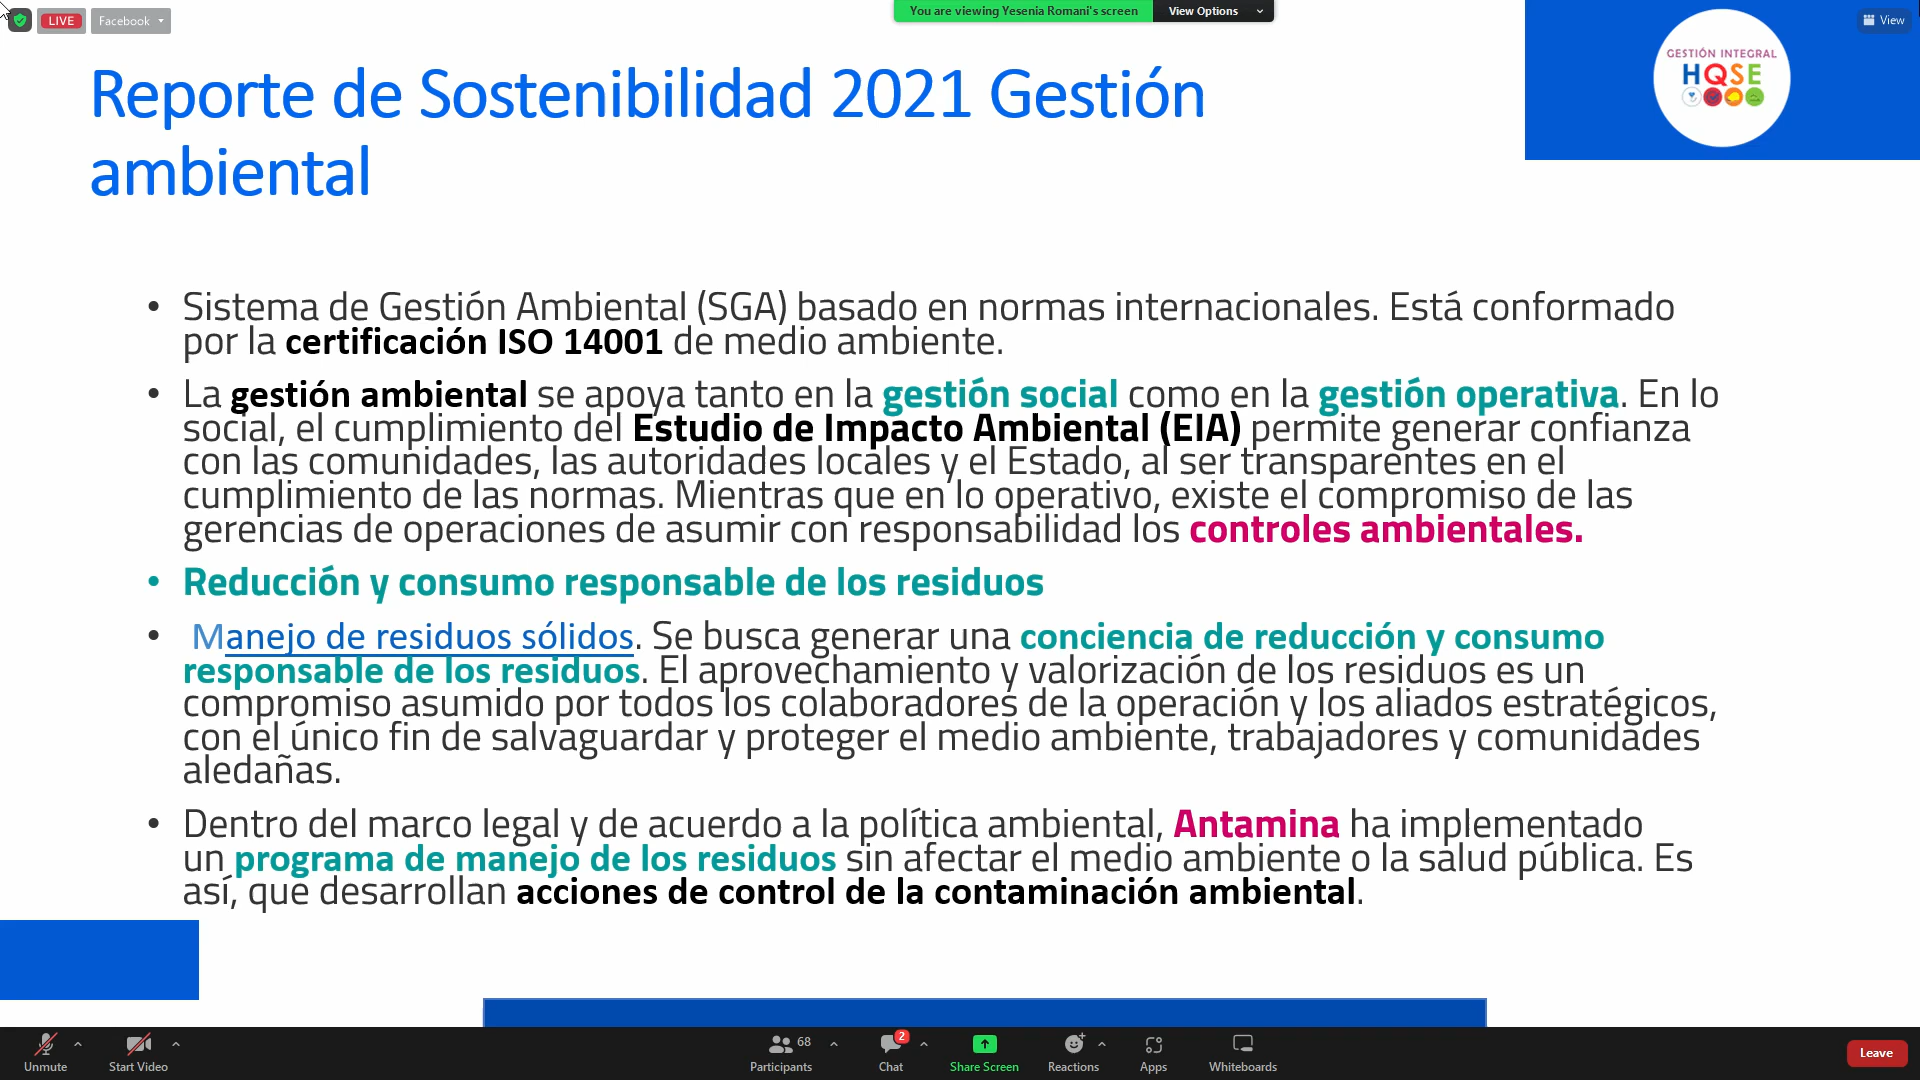 LIVE
Facebook
You are viewing Yesenia Romani's screen
View Options
View
GESTIÓN INTEGRAL
HQSE
Reporte de Sostenibilidad 2021 Gestión
ambiental
• Sistema de Gestión Ambiental (SGA) basado en normas internacionales. Está conformado
por la certificación ISO 14001 de medio ambiente.
• La gestión ambiental se apoya tanto en la gestión social como en la gestión operativa. En lo
social, el cumplimiento del Estudio de Impacto Ambiental (EIA) permite generar confianza
con las comunidades, las autoridades locales y el Estado, al ser transparentes en el
cumplimiento de las normas. Mientras que en lo operativo, existe el compromiso de las
gerencias de operaciones de asumir con responsabilidad los controles ambientales.
• Reducción y consumo responsable de los residuos
• Manejo de residuos sólidos. Se busca generar una conciencia de reducción y consumo
responsable de los residuos. El aprovechamiento y valorización de los residuos es un
compromiso asumido por todos los colaboradores de la operación y los aliados estratégicos,
con el único fin de salvaguardar y proteger el medio ambiente, trabajadores y comunidades
aledañas.
• Dentro del marco legal y de acuerdo a la política ambiental, Antamina ha implementado
un programa de manejo de los residuos sin afectar el medio ambiente o la salud pública. Es
así, que desarrollan acciones de control de la contaminación ambiental.
68
2
Unmute
Start Video
Participants
Chat
Share Screen
Reactions
Apps
Whiteboards
Leave